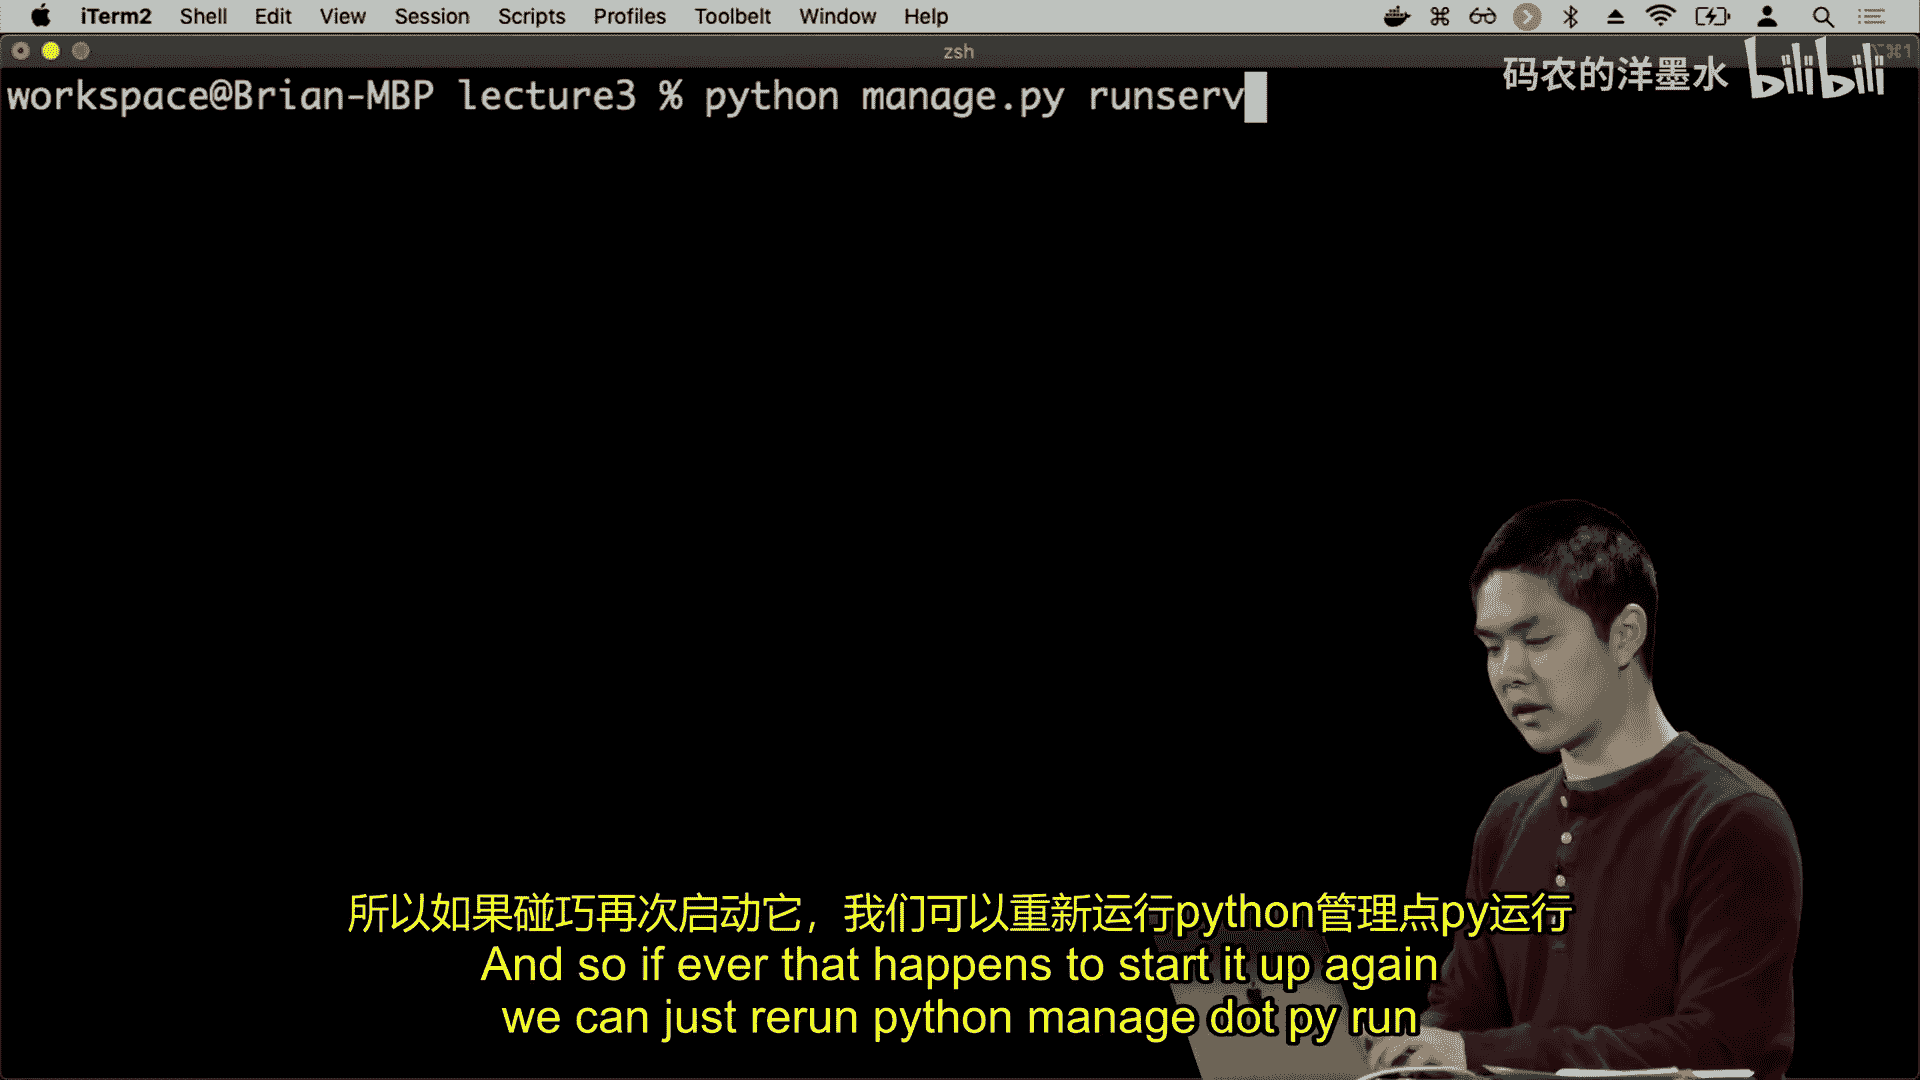 iTerm2 Shell Edit View Session Scripts Profiles Toolbelt Window Help
zsh
⌘1
workspace@Brian-MBP lecture3 % python manage.py runserv
码农的洋墨水 bilibili
所以如果碰巧再次启动它，我们可以重新运行python管理点py运行
And so if ever that happens to start it up again
we can just rerun python manage dot py run